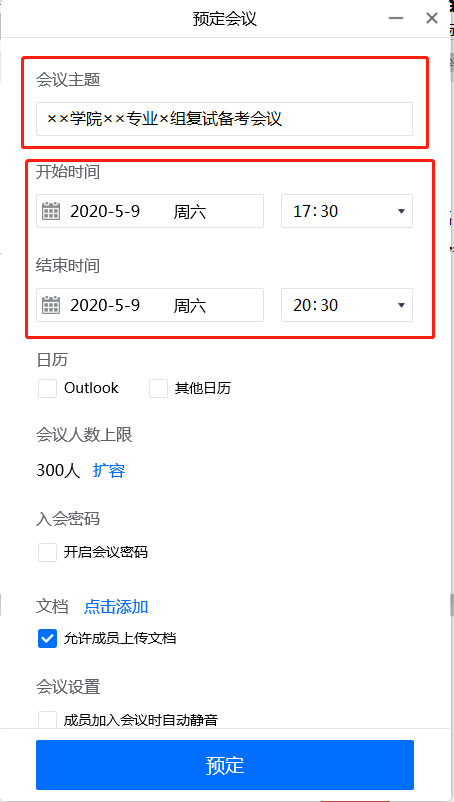 预定会议
会议主题
××学院××专业×组复试备考会议
开始时间
2020-5-9 周六 17:30
结束时间
2020-5-9 周六 20:30
日历
Outlook 其他日历
会议人数上限
300人 扩容
入会密码
开启会议密码
文档 点击添加
允许成员上传文档
会议设置
成员加入会议时自动静音
预定